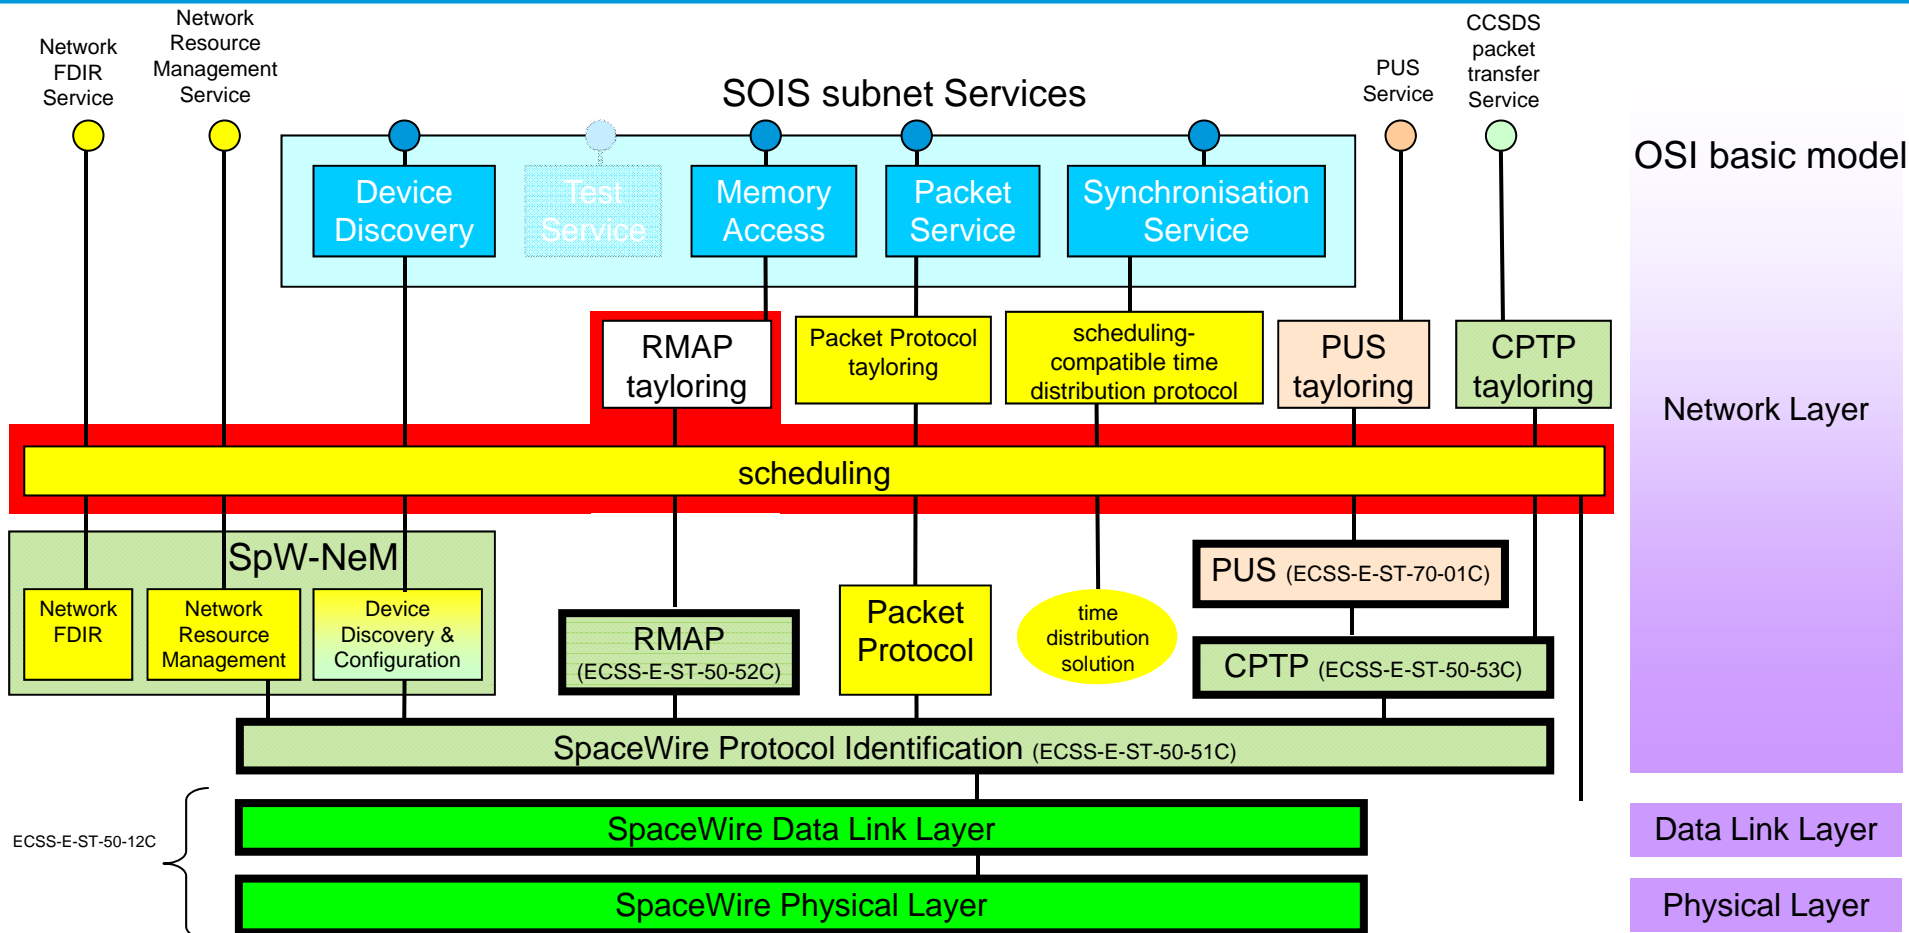 Network
FDIR
Service
Network
Resource
Management
Service
SOIS subnet Services
PUS
Service
CCSDS
packet
transfer
Service
OSI basic model
Device
Discovery
Test
Service
Memory
Access
Packet
Service
Synchronisation
Service
RMAP
tayloring
Packet Protocol
tayloring
scheduling-
compatible time
distribution protocol
PUS
tayloring
CPTP
tayloring
Network Layer
scheduling
SpW-NeM
Network
FDIR
Network
Resource
Management
Device
Discovery &
Configuration
RMAP
(ECSS-E-ST-50-52C)
Packet
Protocol
time
distribution
solution
PUS (ECSS-E-ST-70-01C)
CPTP (ECSS-E-ST-50-53C)
SpaceWire Protocol Identification (ECSS-E-ST-50-51C)
ECSS-E-ST-50-12C
SpaceWire Data Link Layer
Data Link Layer
SpaceWire Physical Layer
Physical Layer